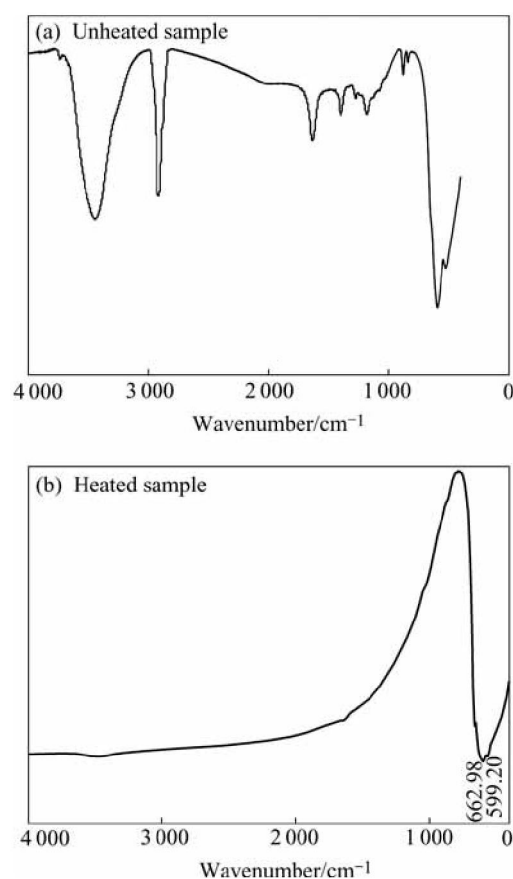 (a) Unheated sample
4 000 3 000 2 000 1 000 0
Wavenumber/cm⁻¹
(b) Heated sample
662.98
599.20
4 000 3 000 2 000 1 000 0
Wavenumber/cm⁻¹